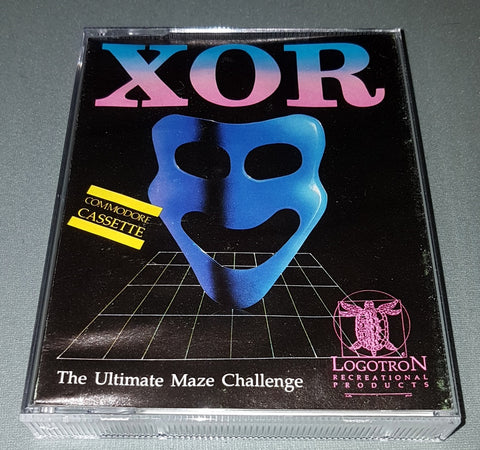 XOR
COMMODORE
CASSETTE
LOGOTRON
RECREATIONAL
PRODUCTS
The Ultimate Maze Challenge